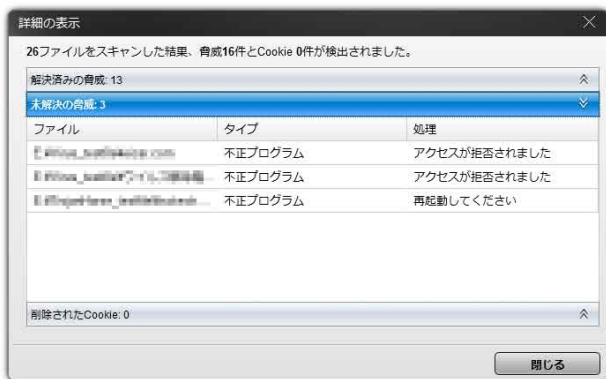 詳細の表示
26ファイルをスキャンした結果、脅威16件とCookie 0件が検出されました。
解決済みの脅威: 13
未解決の脅威: 3
ファイル タイプ 処理
不正プログラム アクセスが拒否されました
不正プログラム アクセスが拒否されました
不正プログラム 再起動してください
削除されたCookie: 0
閉じる